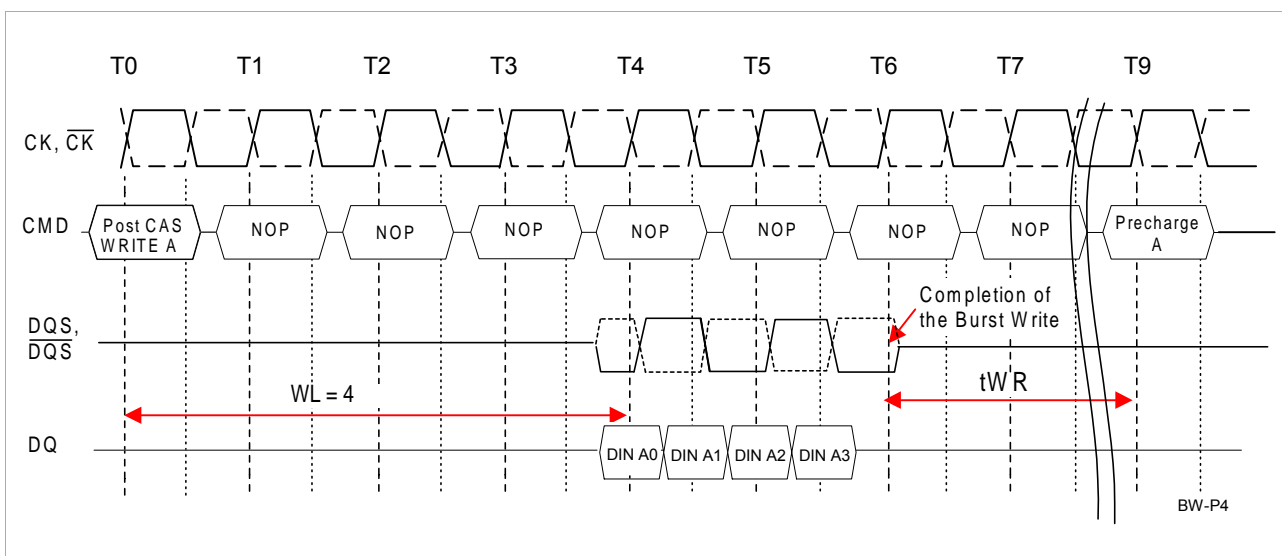 T0 T1 T2 T3 T4 T5 T6 T7 T9
CK, CK
CMD
Post CAS
WRITE A
NOP NOP NOP NOP NOP NOP NOP
Precharge
A
DQS,
DQS
Completion of
the Burst Write
WL = 4
tWR
DQ
DIN A0 DIN A1 DIN A2 DIN A3
BW-P4